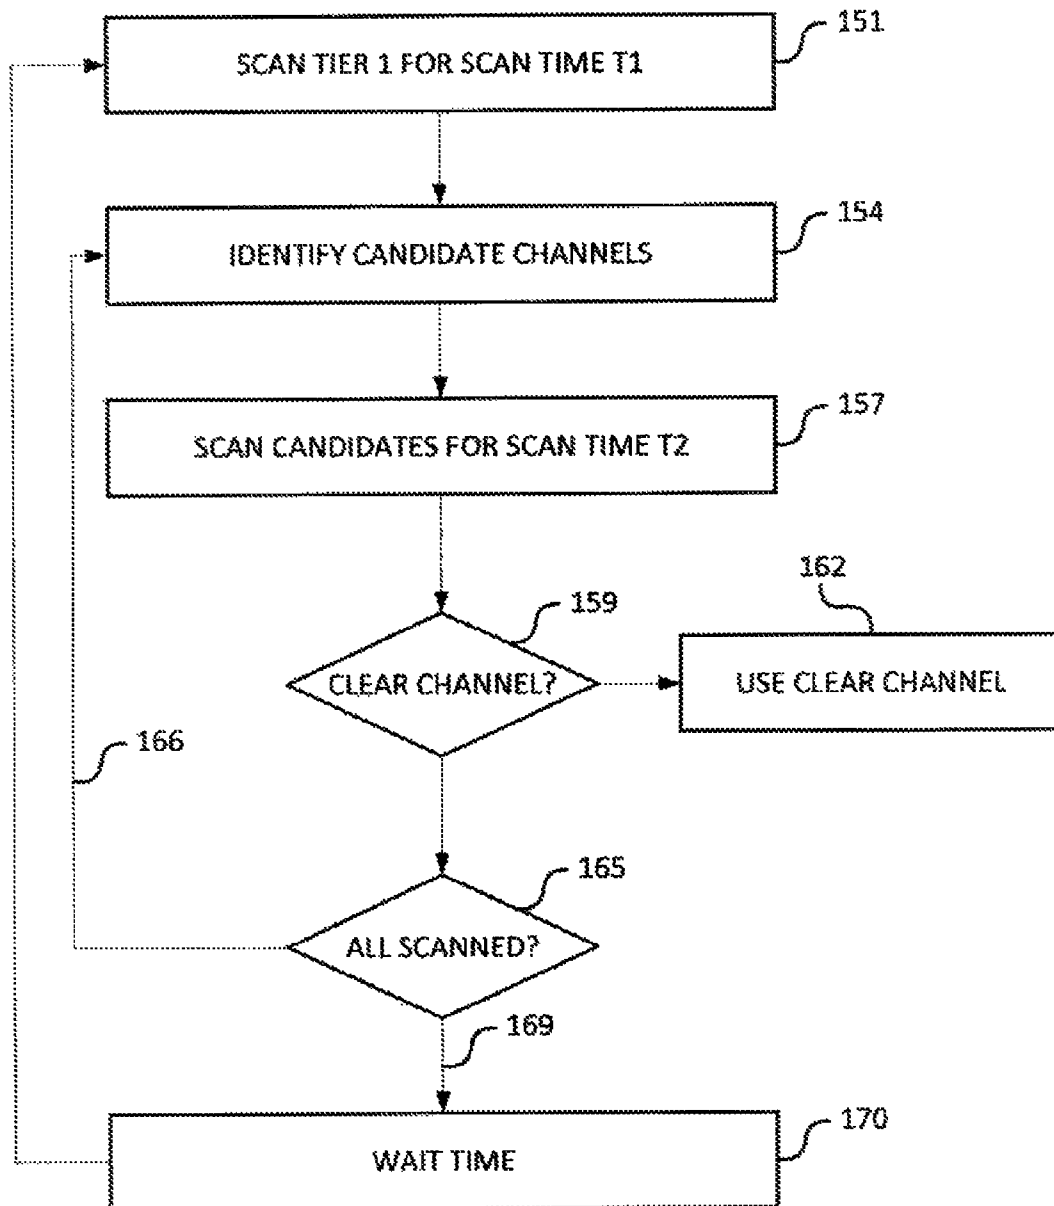 151
SCAN TIER 1 FOR SCAN TIME T1
154
IDENTIFY CANDIDATE CHANNELS
157
SCAN CANDIDATES FOR SCAN TIME T2
162
159
CLEAR CHANNEL?
USE CLEAR CHANNEL
166
165
ALL SCANNED?
169
170
WAIT TIME